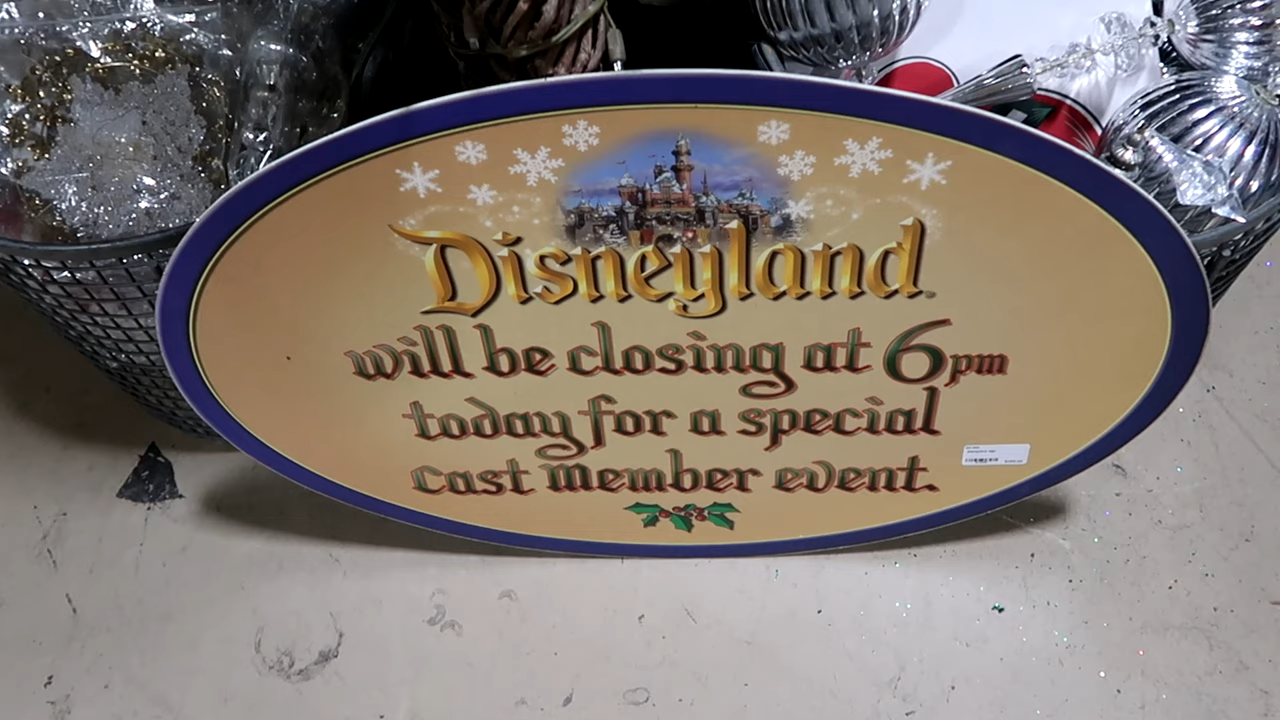 Disneyland
will be closing at 6pm
today for a special
Cast Member event.